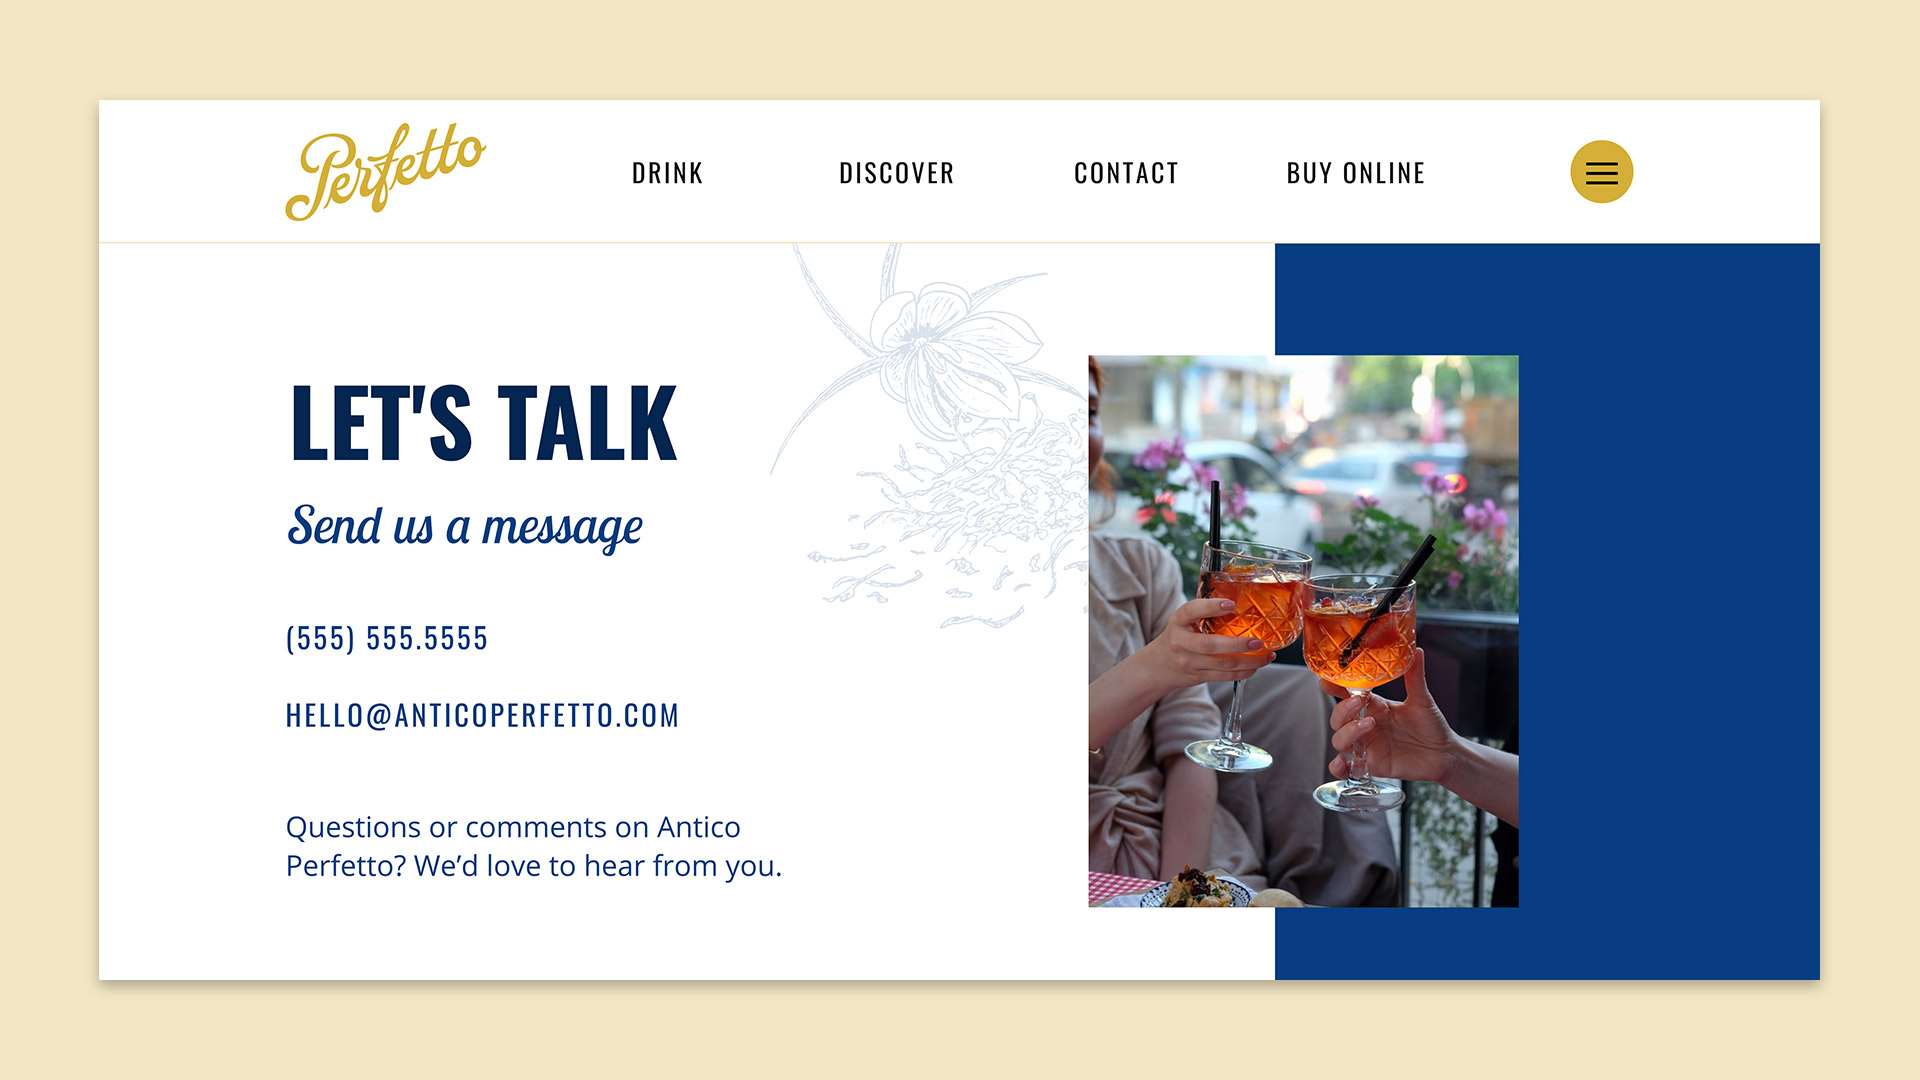 Perfetto
DRINK
DISCOVER
CONTACT
BUY ONLINE
LET'S TALK
Send us a message
(555) 555.5555
HELLO@ANTICOPERFETTO.COM
Questions or comments on Antico
Perfetto? We’d love to hear from you.